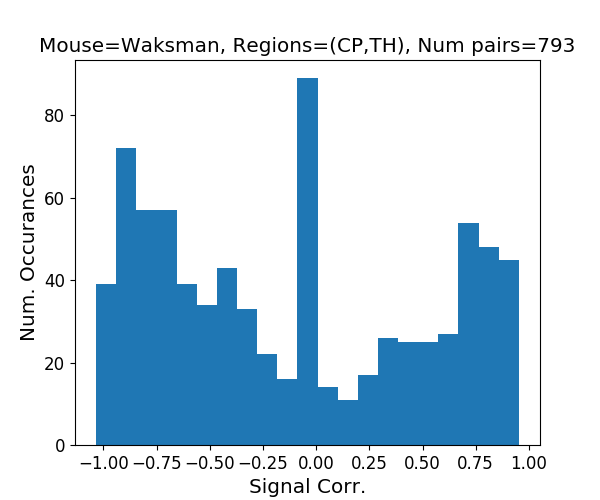 Mouse=Waksman, Regions=(CP,TH), Num pairs=793
Num. Occurances
80
60
40
20
0
−1.00 −0.75 −0.50 −0.25 0.00 0.25 0.50 0.75 1.00
Signal Corr.